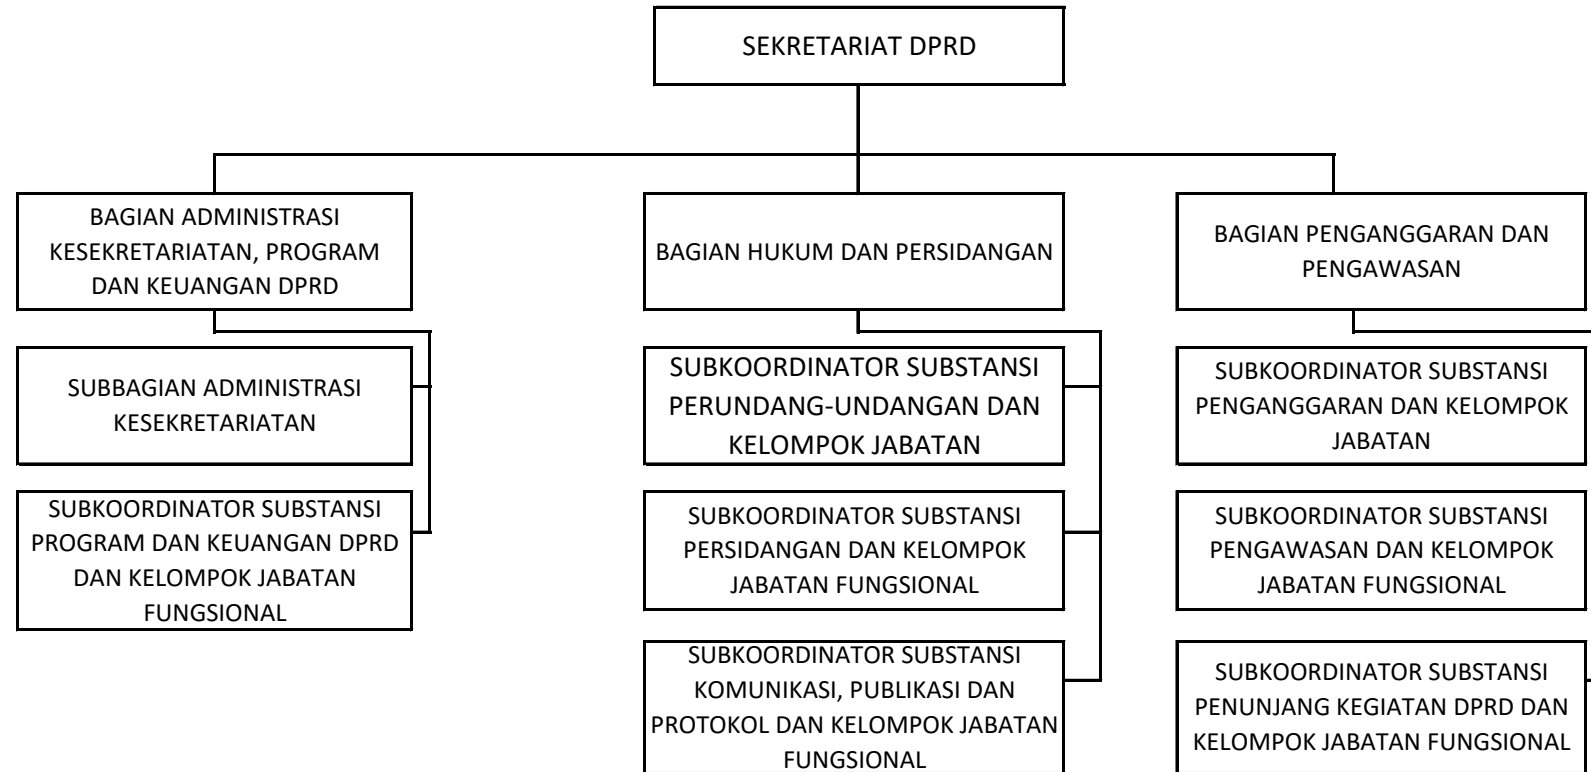 SEKRETARIAT DPRD
BAGIAN ADMINISTRASI
KESEKRETARIATAN, PROGRAM
DAN KEUANGAN DPRD
BAGIAN HUKUM DAN PERSIDANGAN
BAGIAN PENGANGGARAN DAN
PENGAWASAN
SUBBAGIAN ADMINISTRASI
KESEKRETARIATAN
SUBKOORDINATOR SUBSTANSI
PERUNDANG-UNDANGAN DAN
KELOMPOK JABATAN
SUBKOORDINATOR SUBSTANSI
PENGANGGARAN DAN KELOMPOK
JABATAN
SUBKOORDINATOR SUBSTANSI
PROGRAM DAN KEUANGAN DPRD
DAN KELOMPOK JABATAN
FUNGSIONAL
SUBKOORDINATOR SUBSTANSI
PERSIDANGAN DAN KELOMPOK
JABATAN FUNGSIONAL
SUBKOORDINATOR SUBSTANSI
PENGAWASAN DAN KELOMPOK
JABATAN FUNGSIONAL
SUBKOORDINATOR SUBSTANSI
KOMUNIKASI, PUBLIKASI DAN
PROTOKOL DAN KELOMPOK JABATAN
FUNGSIONAL
SUBKOORDINATOR SUBSTANSI
PENUNJANG KEGIATAN DPRD DAN
KELOMPOK JABATAN FUNGSIONAL